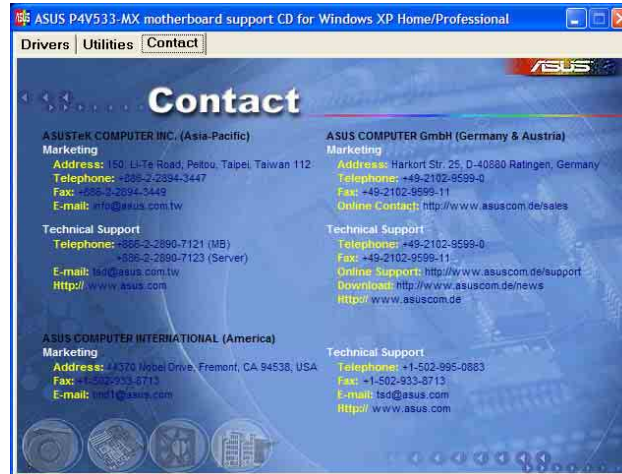 ASUS P4V533-MX motherboard support CD for Windows XP Home/Professional
Drivers Utilities Contact
ASUS
Contact
ASUSTeK COMPUTER INC. (Asia-Pacific)
Marketing
Address: 150, Li-Te Road, Peitou, Taipei, Taiwan 112
Telephone: +886-2-2894-3447
Fax: +886-2-2894-3449
E-mail: info@asus.com.tw
Technical Support
Telephone: +886-2-2890-7121 (MB)
+886-2-2890-7123 (Server)
E-mail: tsd@asus.com.tw
Http:// www.asus.com
ASUS COMPUTER GmbH (Germany & Austria)
Marketing
Address: Harkort Str. 25, D-40880 Ratingen, Germany
Telephone: +49-2102-9599-0
Fax: +49-2102-9599-11
Online Contact: http://www.asuscom.de/sales
Technical Support
Telephone: +49-2102-9599-0
Fax: +49-2102-9599-11
Online Support: http://www.asuscom.de/support
Download: http://www.asuscom.de/news
Http:// www.asuscom.de
ASUS COMPUTER INTERNATIONAL (America)
Marketing
Address: 44370 Nobel Drive, Fremont, CA 94538, USA
Fax: +1-502-933-8713
E-mail: tmd1@asus.com
Technical Support
Telephone: +1-502-995-0883
Fax: +1-502-933-8713
E-mail: tsd@asus.com
Http:// www.asus.com